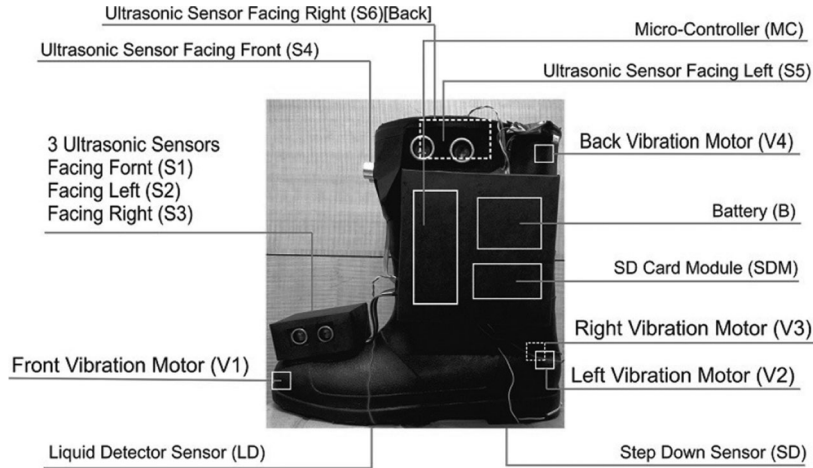 Ultrasonic Sensor Facing Right (S6)[Back]
Micro-Controller (MC)
Ultrasonic Sensor Facing Front (S4)
Ultrasonic Sensor Facing Left (S5)
3 Ultrasonic Sensors
Facing Fornt (S1)
Facing Left (S2)
Facing Right (S3)
Back Vibration Motor (V4)
Battery (B)
SD Card Module (SDM)
Right Vibration Motor (V3)
Front Vibration Motor (V1)
Left Vibration Motor (V2)
Liquid Detector Sensor (LD)
Step Down Sensor (SD)